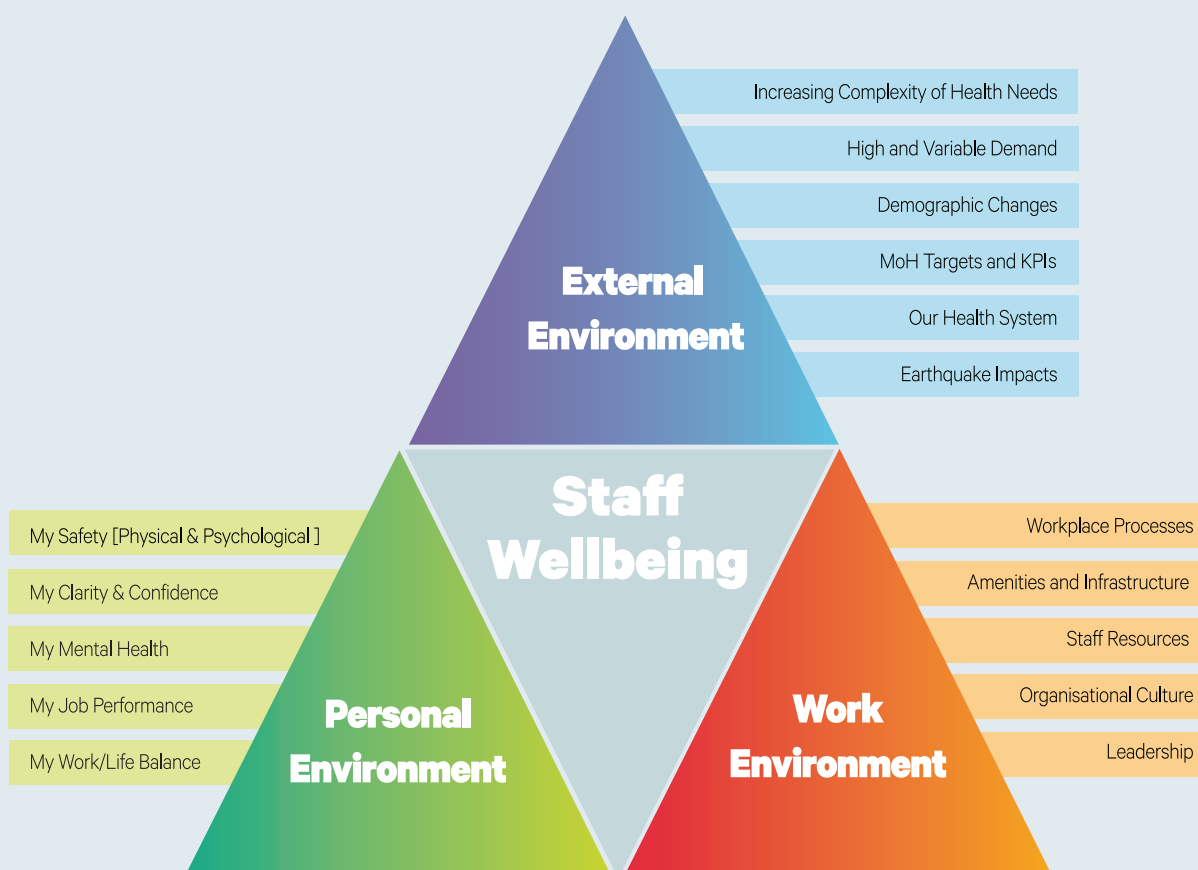 Increasing Complexity of Health Needs
High and Variable Demand
Demographic Changes
MoH Targets and KPIs
Our Health System
Earthquake Impacts
External
Environment
Staff
Wellbeing
My Safety [Physical & Psychological ]
My Clarity & Confidence
My Mental Health
My Job Performance
My Work/Life Balance
Personal
Environment
Work
Environment
Workplace Processes
Amenities and Infrastructure
Staff Resources
Organisational Culture
Leadership